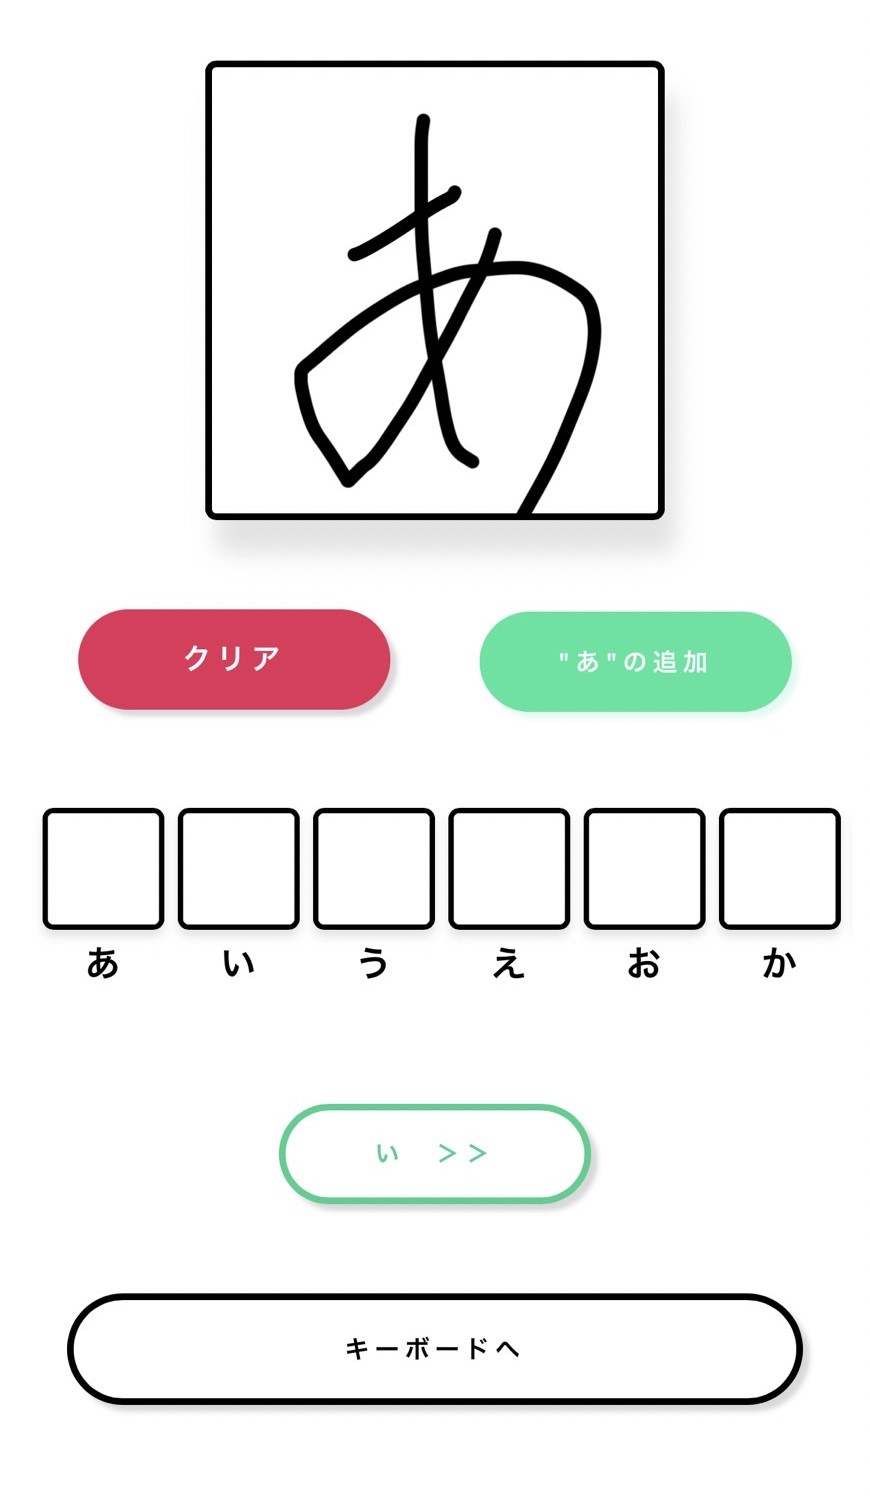 あ
クリア
"あ"の追加
あ い う え お か
い >>
キーボードへ